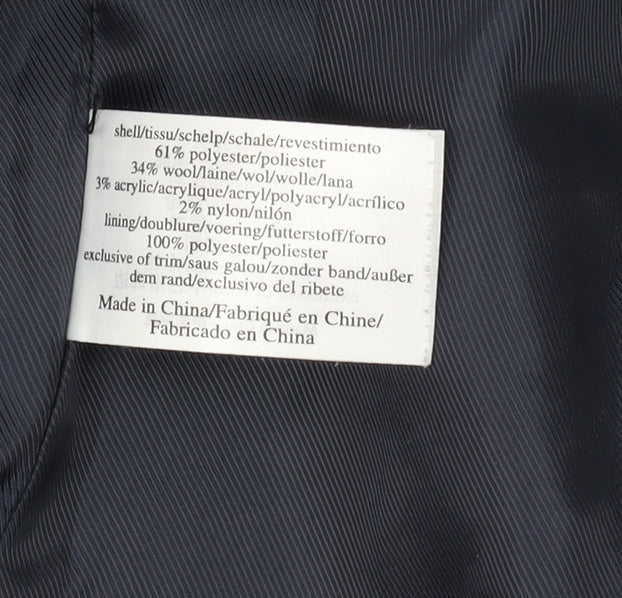 shell/tissu/schelp/schale/revestimiento
61% polyester/poliester
34% wool/laine/wol/wolle/lana
3% acrylic/acrylique/acryl/polyacryl/acrílico
2% nylon/nilón
lining/doublure/voering/futterstoff/forro
100% polyester/poliester
exclusive of trim/saus galou/zonder band/außer
dem rand/exclusivo del ribete
Made in China/Fabriqué en Chine/
Fabricado en China